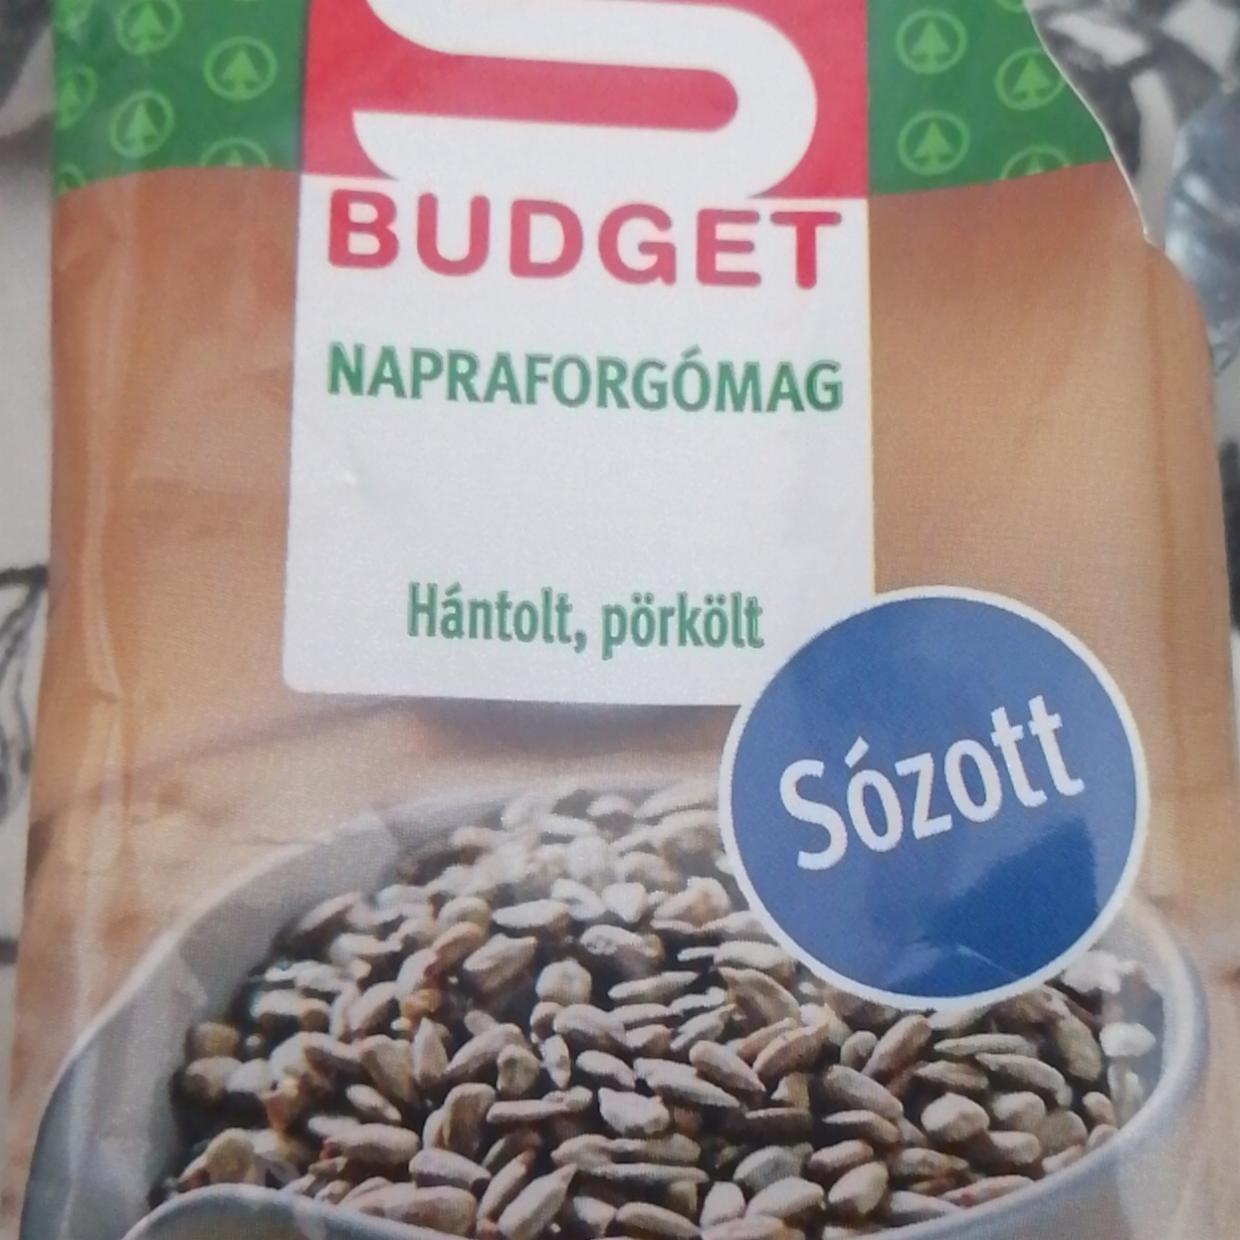 BUDGET
NAPRAFORGÓMAG
Hántolt, pörkölt
Sózott